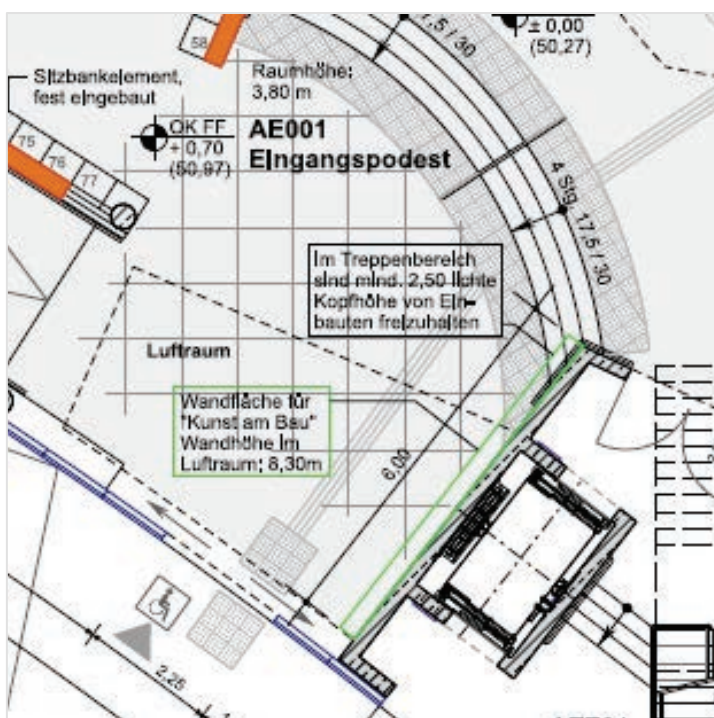 58
7,5 / 30
± 0,00
(50,27)
Sitzbankelement,
fest eingebaut
Raumhöhe:
3,80 m
OK FF
+ 0,70
(50,97)
AE001
Eingangspodest
75
76
77
4 Stg. 17,5 / 30
Im Treppenbereich
sind mind. 2,50 lichte
Kopfhöhe von Ein-
bauten freizuhalten
Luftraum
Wandfläche für
"Kunst am Bau"
Wandhöhe im
Luftraum; 8,30m
6,00
2,25